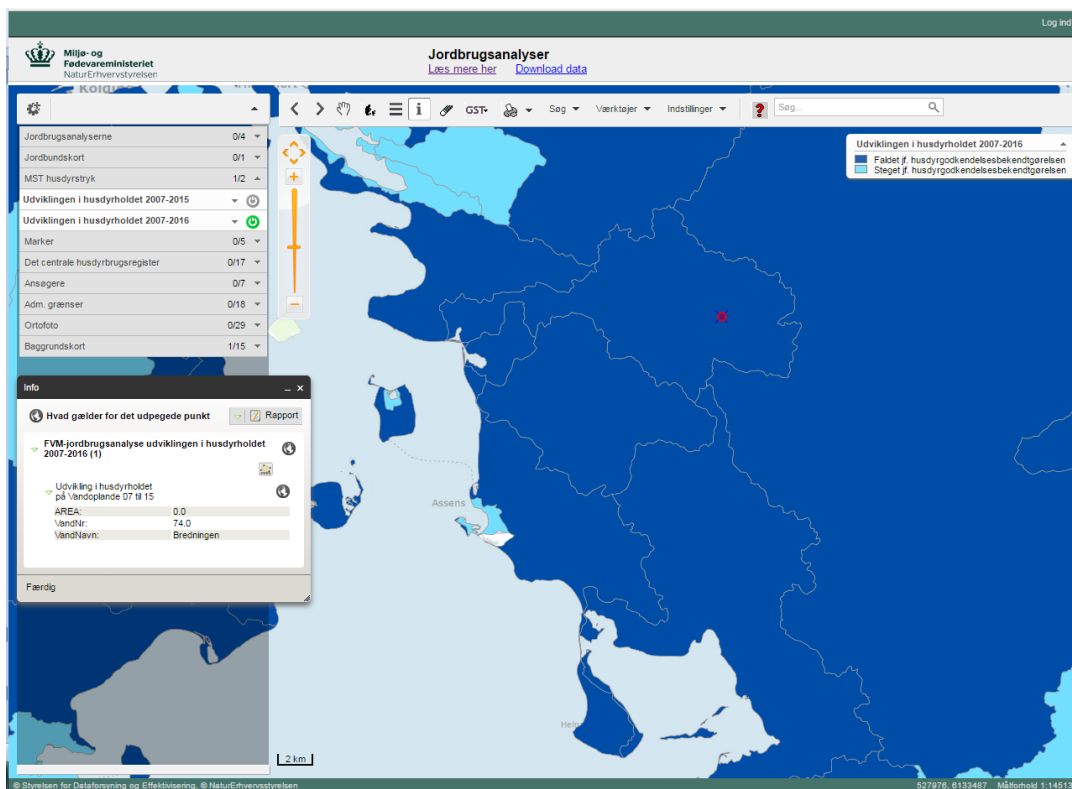 Log ind
Miljø- og
Fødevareministeriet
NaturErhvervstyrelsen
Jordbrugsanalyser
Læs mere her Download data
Kolding
GST
Søg
Værktøjer
Indstillinger
?
Søg...
Jordbrugsanalyserne 0/4
Jordbundskort 0/1
MST husdyrstryk 1/2
Udviklingen i husdyrholdet 2007-2015
Udviklingen i husdyrholdet 2007-2016
Marker 0/5
Det centrale husdyrbrugsregister 0/17
Ansøgere 0/7
Adm. grænser 0/18
Ortofoto 0/29
Baggrundskort 1/15
Udviklingen i husdyrholdet 2007-2016
Faldet jf. husdyrgodkendelsesbekendtgørelsen
Steget jf. husdyrgodkendelsesbekendtgørelsen
Info
Hvad gælder for det udpegede punkt
Rapport
FVM-jordbrugsanalyse udviklingen i husdyrholdet
2007-2016 (1)
Udvikling i husdyrholdet
på Vandoplande 07 til 15
AREA: 0.0
VandNr: 74.0
VandNavn: Bredningen
Færdig
Assens
2 km
© Styrelsen for Dataforsyning og Effektivisering, © NaturErhvervsstyrelsen
527976, 6133487 Målforhold 1:14513